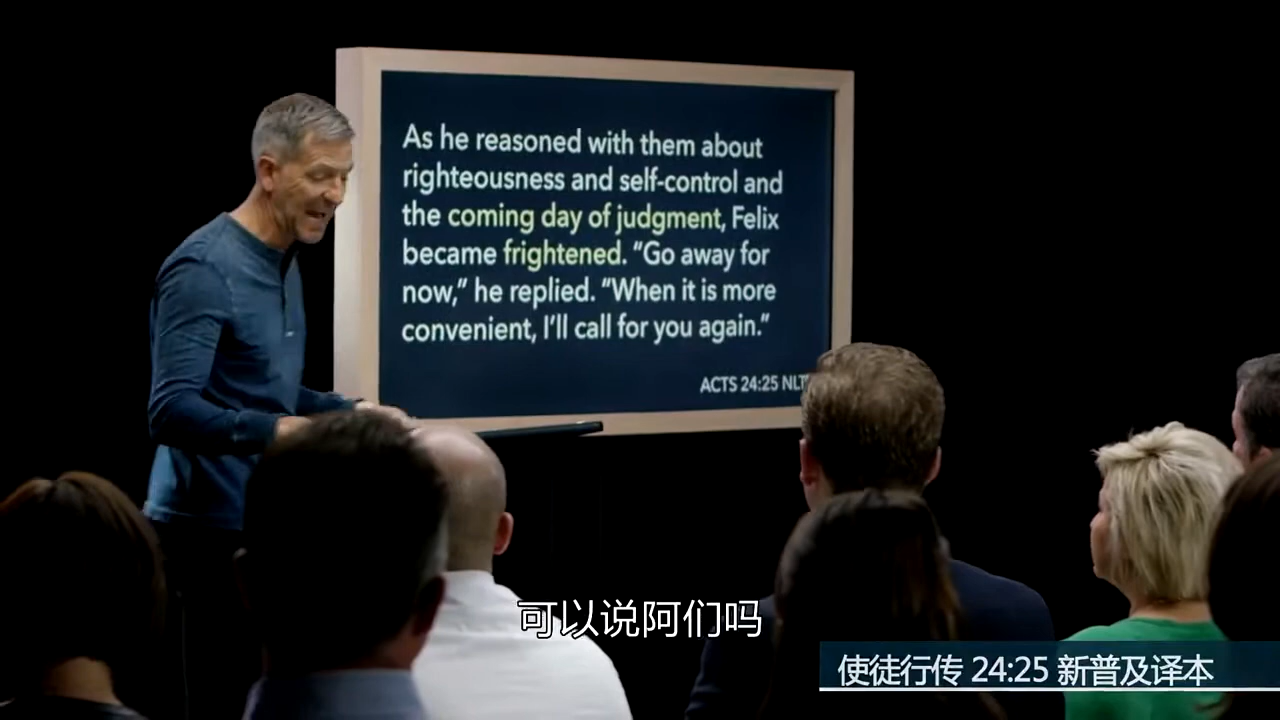 As he reasoned with them about
righteousness and self-control and
the coming day of judgment, Felix
became frightened. “Go away for
now,” he replied. “When it is more
convenient, I’ll call for you again.”
ACTS 24:25 NLT
可以说阿们吗
使徒行传 24:25 新普及译本